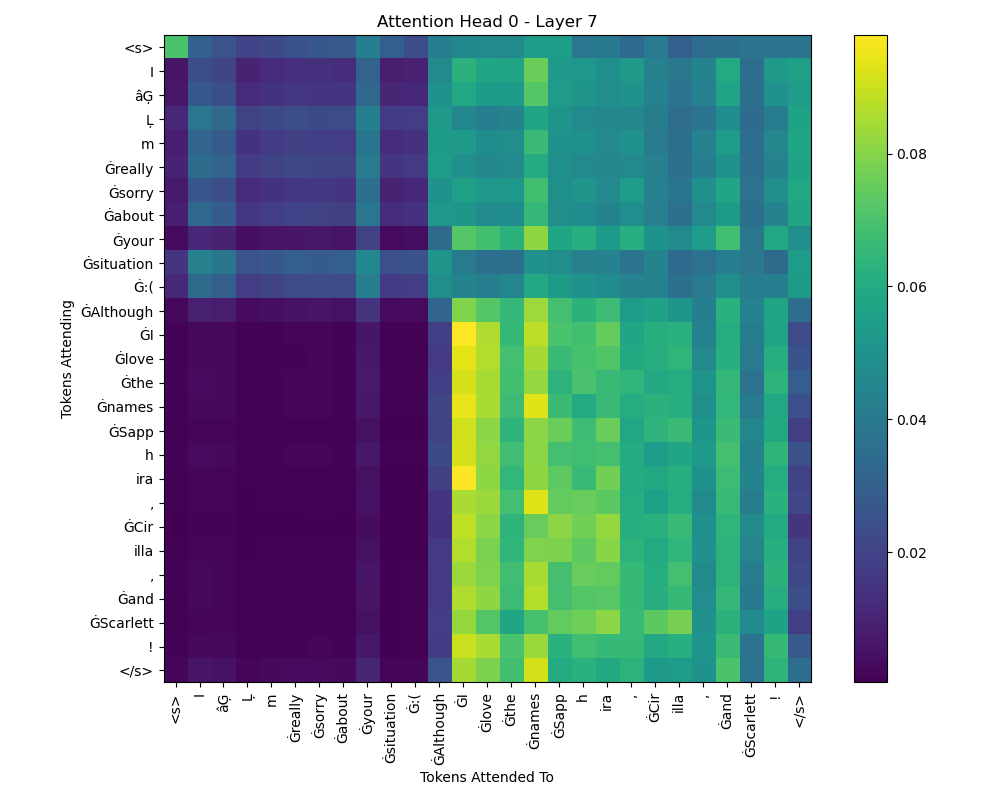 Attention Head 0 - Layer 7
Tokens Attending
<s>
I
âĢ
Ļ
m
Ġreally
Ġsorry
Ġabout
Ġyour
Ġsituation
Ġ:(
ĠAlthough
ĠI
Ġlove
Ġthe
Ġnames
ĠSapp
h
ira
,
ĠCir
illa
,
Ġand
ĠScarlett
!
</s>
<s>
I
âĢ
Ļ
m
Ġreally
Ġsorry
Ġabout
Ġyour
Ġsituation
Ġ:(
ĠAlthough
ĠI
Ġlove
Ġthe
Ġnames
ĠSapp
h
ira
,
ĠCir
illa
,
Ġand
ĠScarlett
!
</s>
Tokens Attended To
0.08
0.06
0.04
0.02